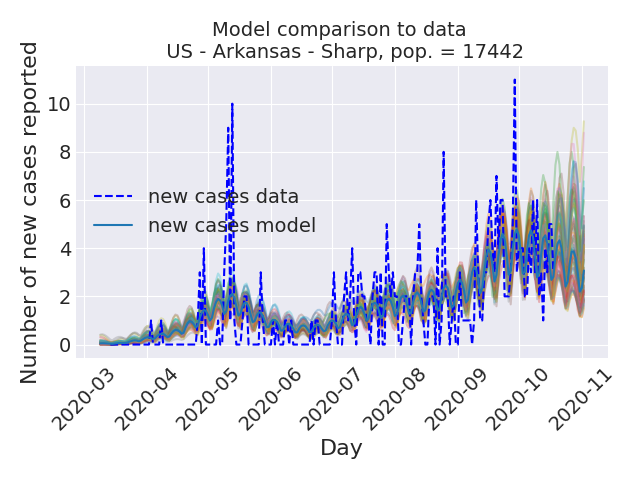 Model comparison to data
US - Arkansas - Sharp, pop. = 17442
Number of new cases reported
10
8
6
4
2
0
new cases data
new cases model
2020-03
2020-04
2020-05
2020-06
2020-07
2020-08
2020-09
2020-10
2020-11
Day